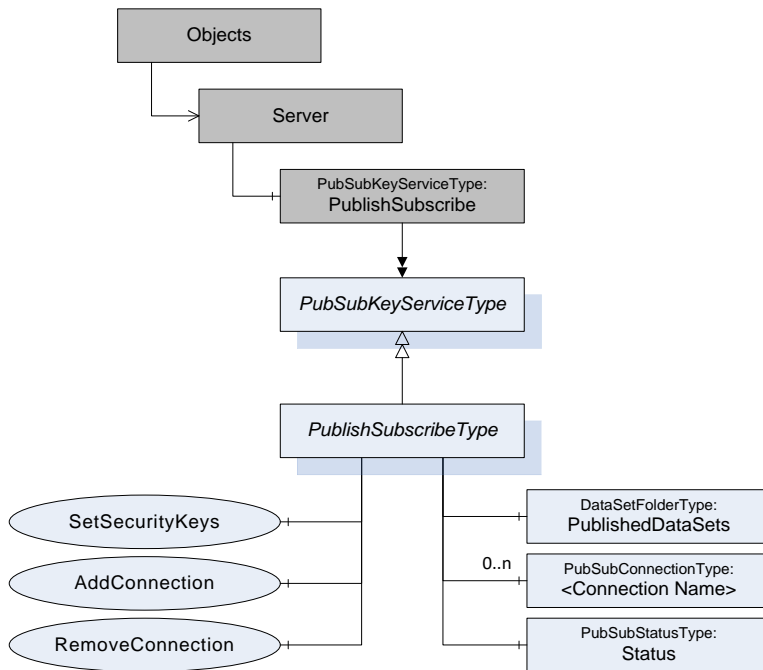 Objects
Server
PubSubKeyServiceType:
PublishSubscribe
PubSubKeyServiceType
PublishSubscribeType
SetSecurityKeys
AddConnection
RemoveConnection
DataSetFolderType:
PublishedDataSets
0..n
PubSubConnectionType:
<Connection Name>
PubSubStatusType:
Status